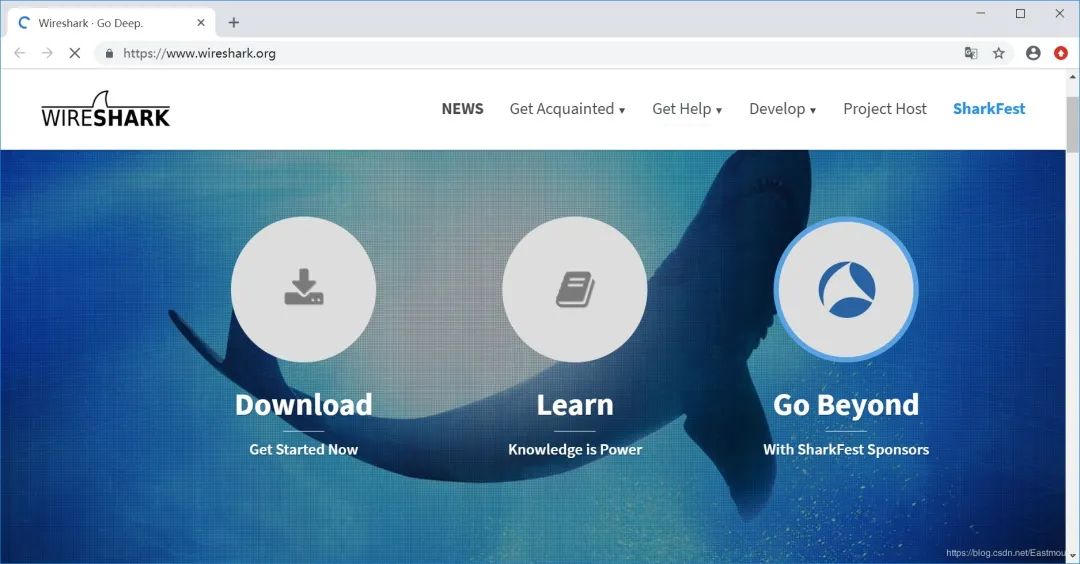 Wireshark · Go Deep.
https://www.wireshark.org
WIRESHARK
NEWS Get Acquainted ▾ Get Help ▾ Develop ▾ Project Host SharkFest
Download Learn Go Beyond
Get Started Now Knowledge is Power With SharkFest Sponsors
https://blog.csdn.net/Eastmou